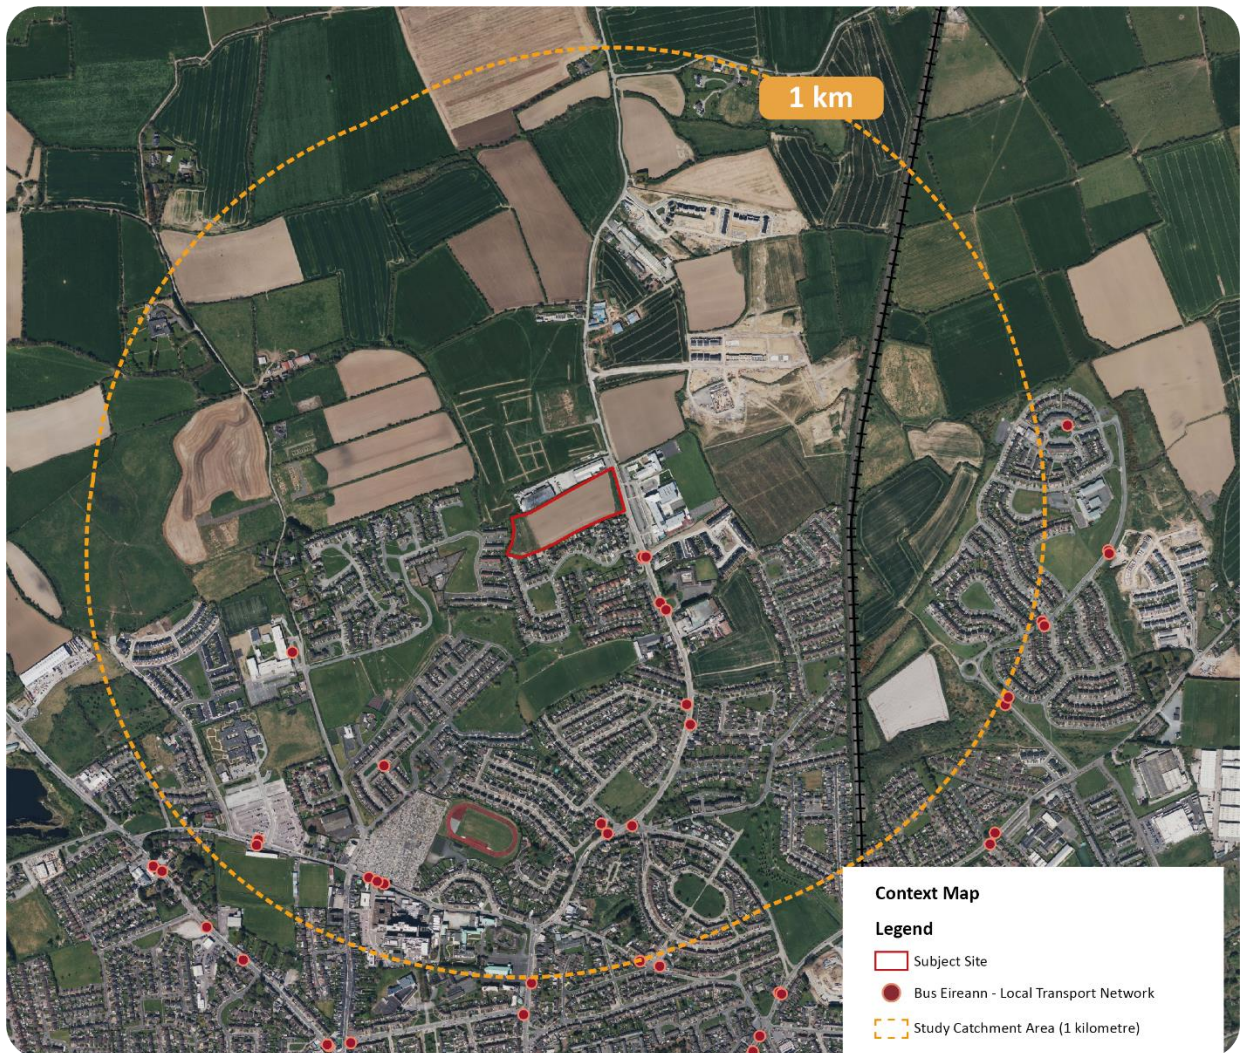 1 km
Context Map
Legend
Subject Site
Bus Eireann - Local Transport Network
Study Catchment Area (1 kilometre)